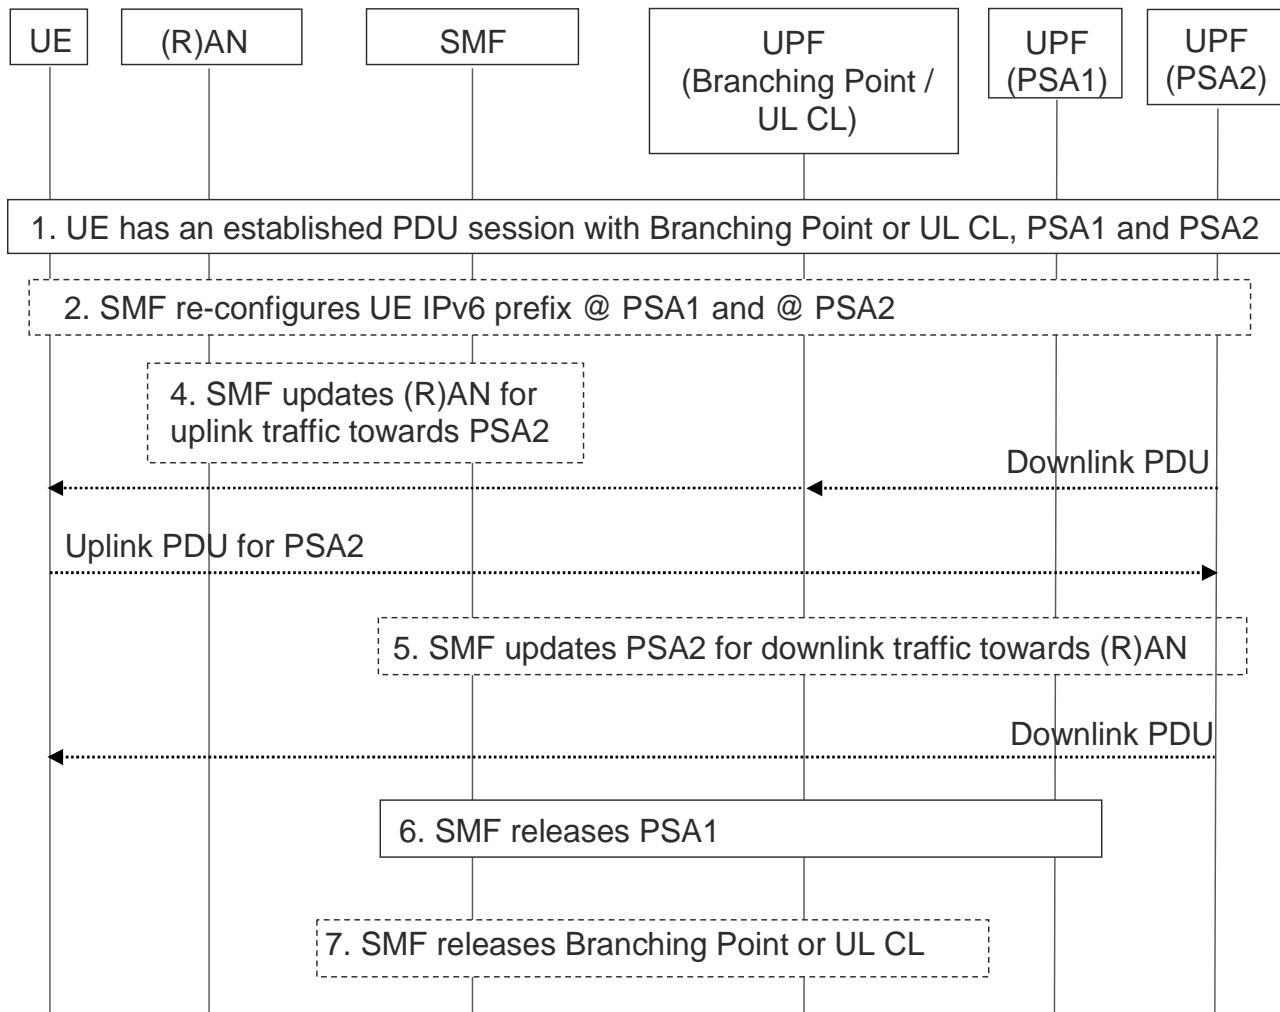 UE
(R)AN
SMF
UPF
(Branching Point /
UL CL)
UPF
(PSA1)
UPF
(PSA2)
1. UE has an established PDU session with Branching Point or UL CL, PSA1 and PSA2
2. SMF re-configures UE IPv6 prefix @ PSA1 and @ PSA2
4. SMF updates (R)AN for
uplink traffic towards PSA2
Downlink PDU
Uplink PDU for PSA2
5. SMF updates PSA2 for downlink traffic towards (R)AN
Downlink PDU
6. SMF releases PSA1
7. SMF releases Branching Point or UL CL